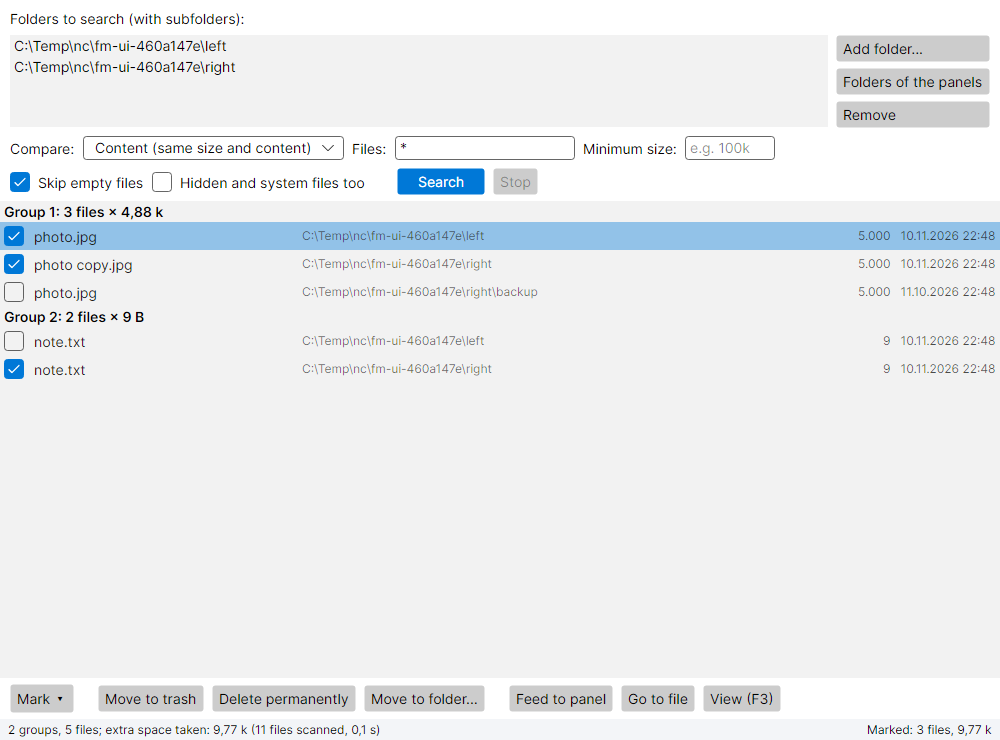 Folders to search (with subfolders):
C:\Temp\nc\fm-ui-460a147e\left
C:\Temp\nc\fm-ui-460a147e\right
Add folder...
Folders of the panels
Remove
Compare: Content (same size and content) Files: * Minimum size: e.g. 100k
Skip empty files Hidden and system files too Search Stop
Group 1: 3 files × 4,88 k
photo.jpg C:\Temp\nc\fm-ui-460a147e\left 5.000 10.11.2026 22:48
photo copy.jpg C:\Temp\nc\fm-ui-460a147e\right 5.000 10.11.2026 22:48
photo.jpg C:\Temp\nc\fm-ui-460a147e\right\backup 5.000 11.10.2026 22:48
Group 2: 2 files × 9 B
note.txt C:\Temp\nc\fm-ui-460a147e\left 9 10.11.2026 22:48
note.txt C:\Temp\nc\fm-ui-460a147e\right 9 10.11.2026 22:48
Mark Move to trash Delete permanently Move to folder... Feed to panel Go to file View (F3)
2 groups, 5 files; extra space taken: 9,77 k (11 files scanned, 0,1 s) Marked: 3 files, 9,77 k